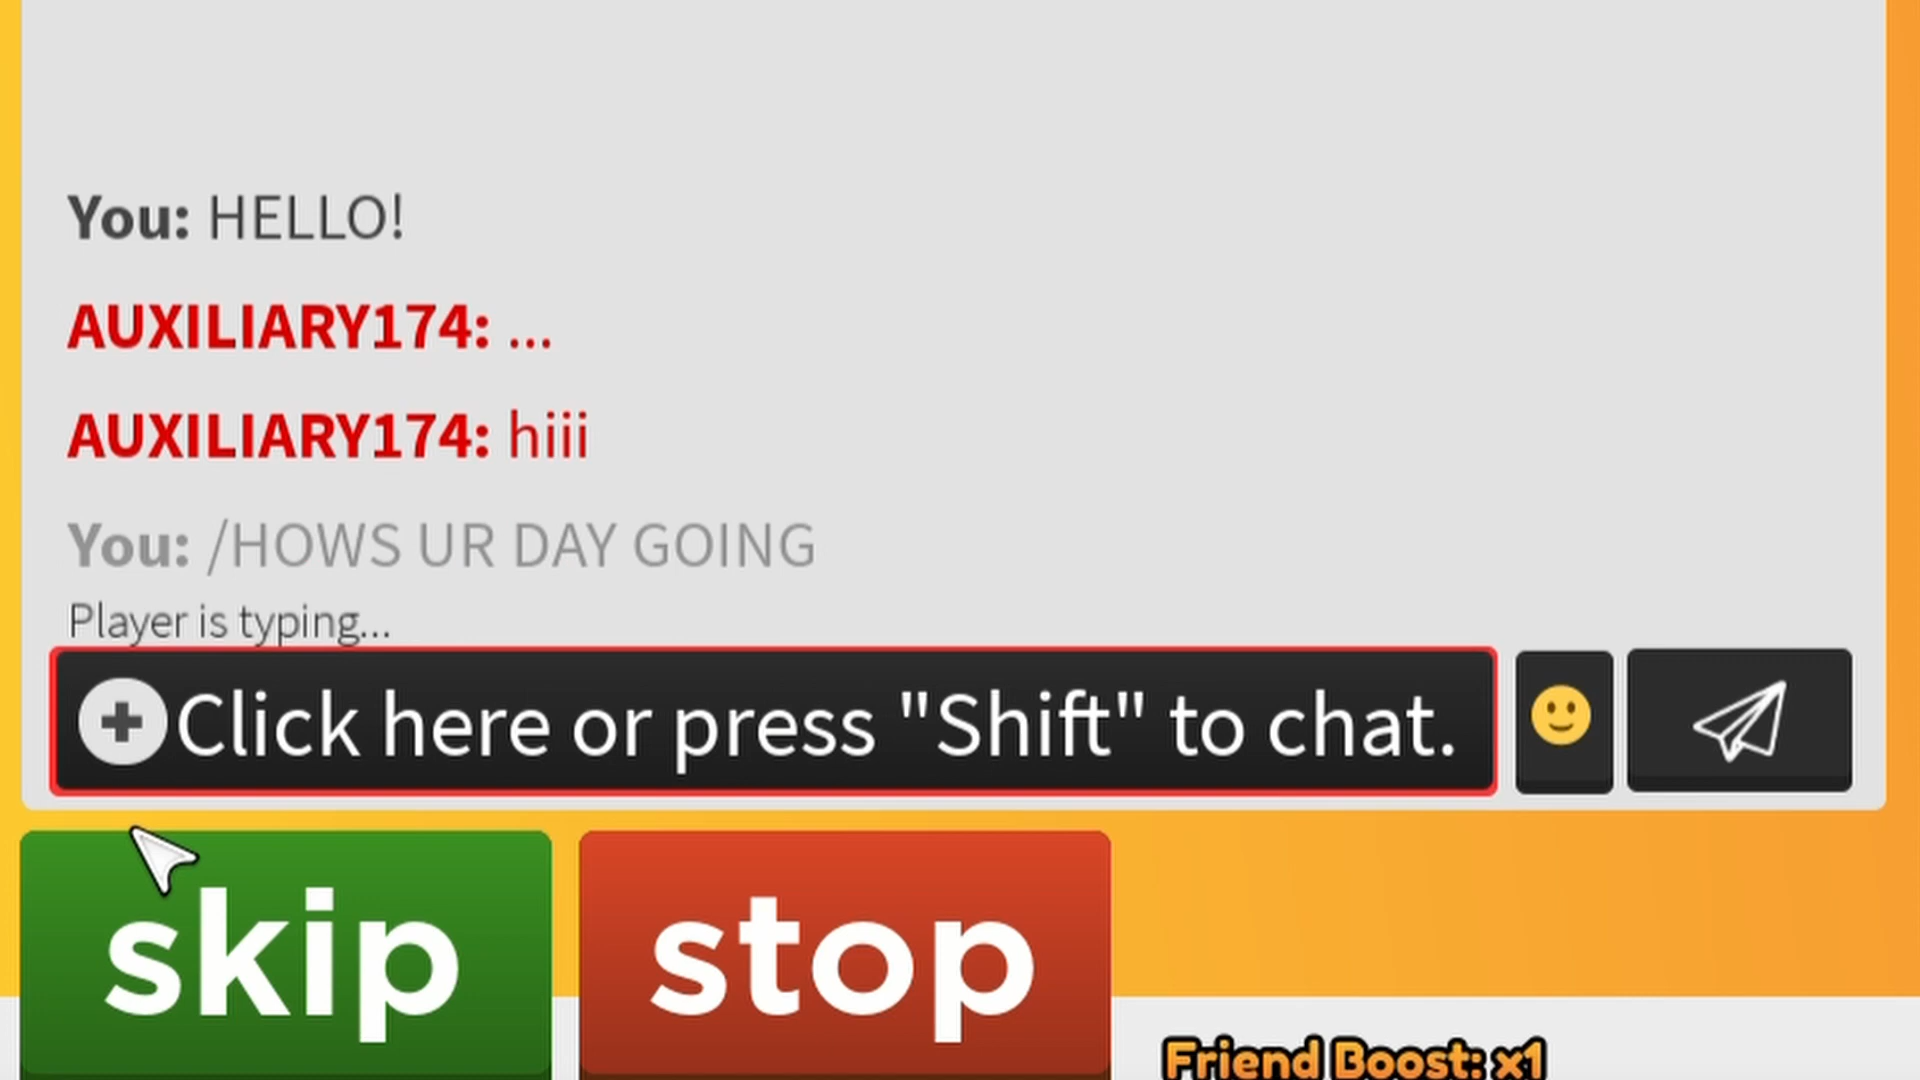 You: HELLO!
AUXILIARY174: ...
AUXILIARY174: hiii
You: /HOWS UR DAY GOING
Player is typing...
Click here or press "Shift" to chat.
skip
stop
Friend Boost: x1